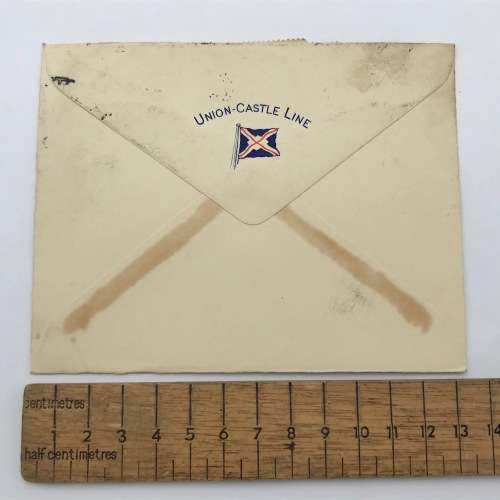 UNION-CASTLE LINE
centimetres
1 2 3 4 5 6 7 8 9 10 11 12 13 14
half centimetres